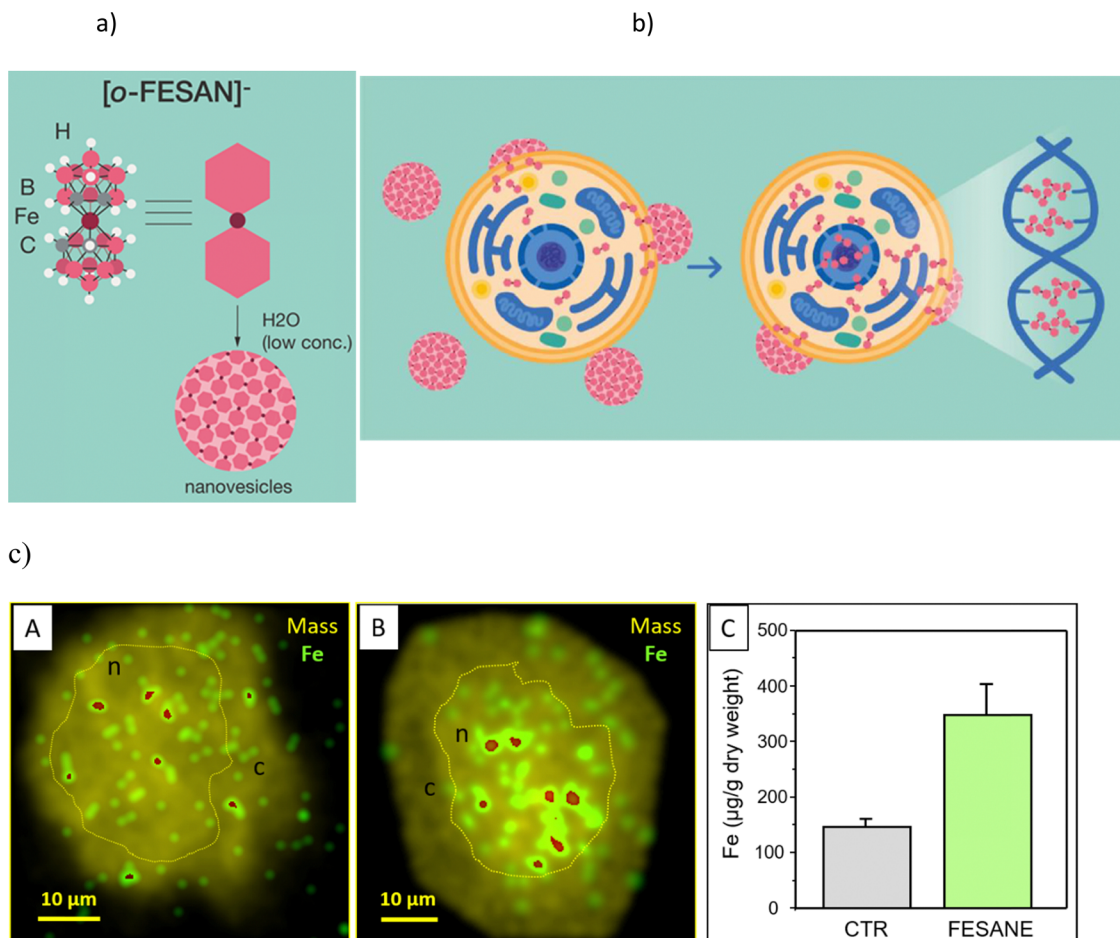 a)
b)
[o-FESAN]-
H
B
Fe
C
H2O
(low conc.)
nanovesicles
c)
A
Mass
Fe
n
c
10 µm
B
Mass
Fe
n
c
10 µm
C
Fe (µg/g dry weight)
500
400
300
200
100
0
CTR
FESANE